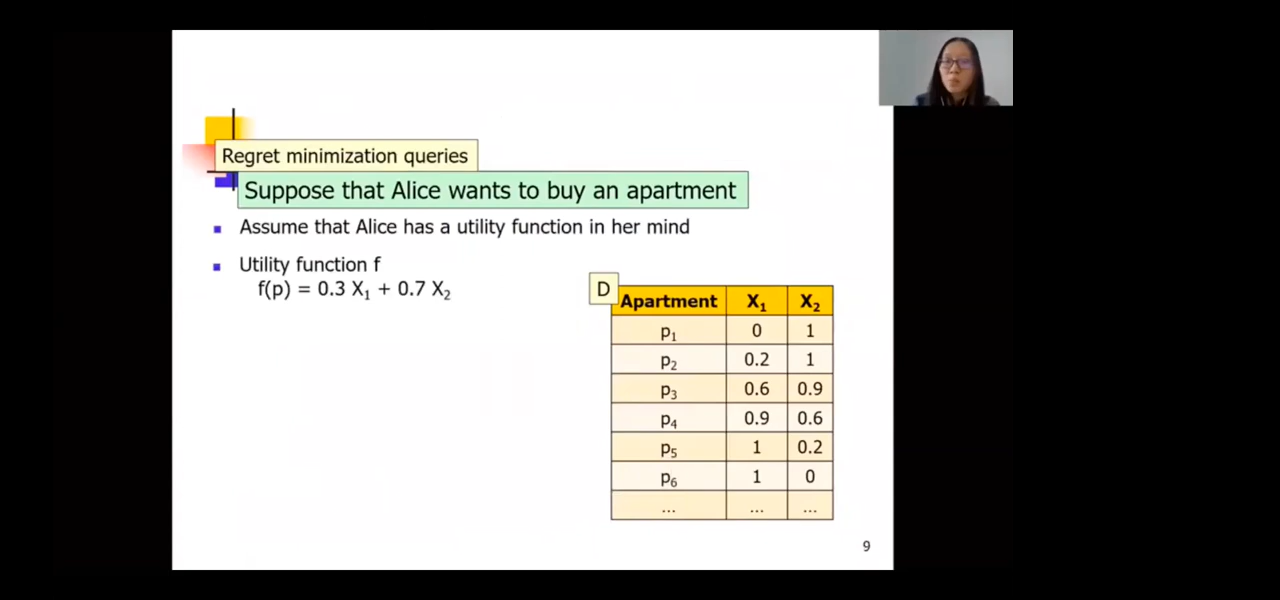 Regret minimization queries
Suppose that Alice wants to buy an apartment
Assume that Alice has a utility function in her mind
Utility function f
f(p) = 0.3 X₁ + 0.7 X₂
D
Apartment X₁ X₂
p₁ 0 1
p₂ 0.2 1
p₃ 0.6 0.9
p₄ 0.9 0.6
p₅ 1 0.2
p₆ 1 0
... ... ...
9